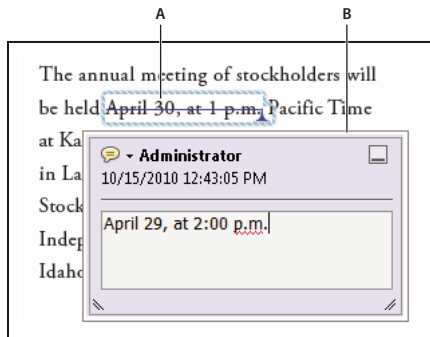 A B
The annual meeting of stockholders will
be held April 30, at 1 p.m. Pacific Time
at Ka
in La
Stock
Indep
Idaho
Administrator
10/15/2010 12:43:05 PM
April 29, at 2:00 p.m.